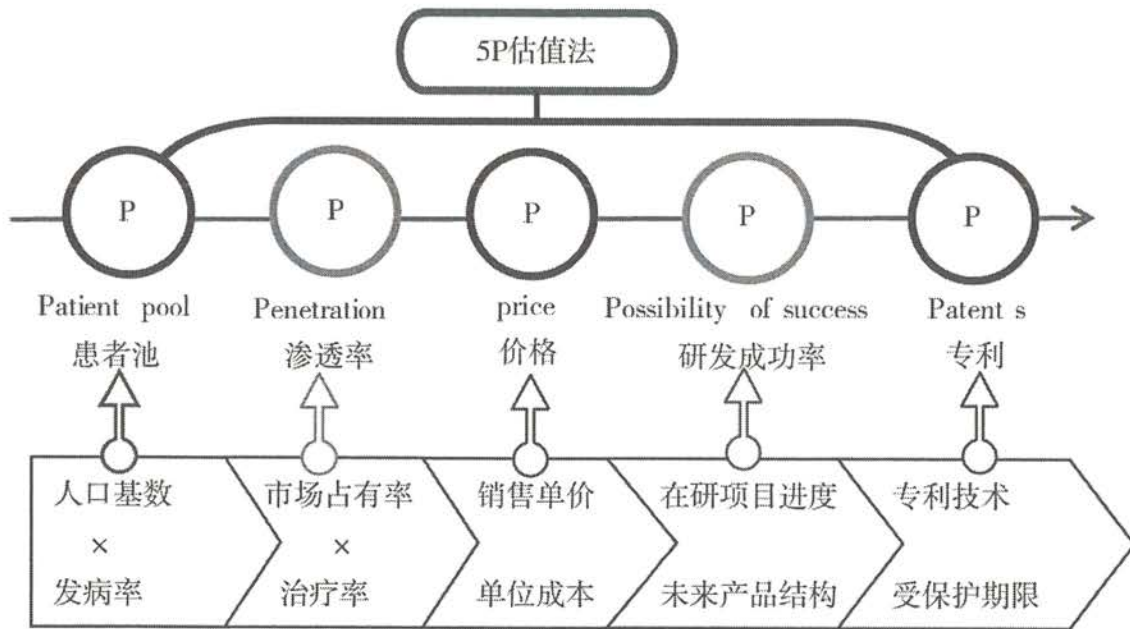 5P估值法
P P P P P
Patient pool Penetration price Possibility of success Patent s
患者池 渗透率 价格 研发成功率 专利
人口基数 市场占有率 销售单价 在研项目进度 专利技术
× ×
发病率 治疗率 单位成本 未来产品结构 受保护期限